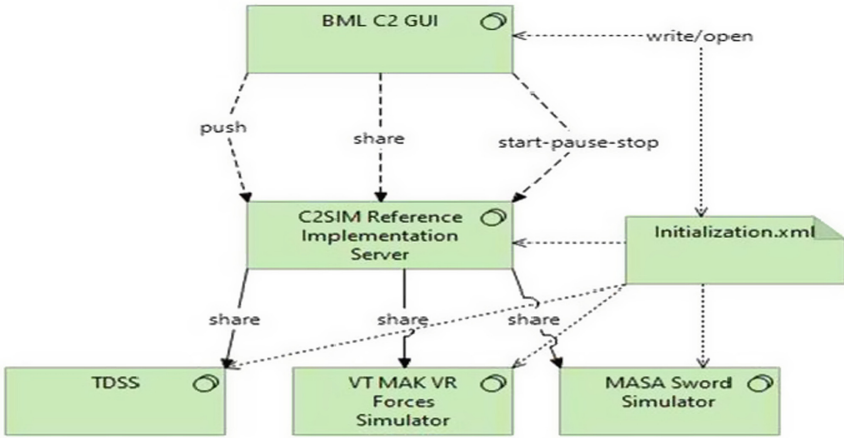 BML C2 GUI
write/open
push
share
start-pause-stop
C2SIM Reference
Implementation
Server
Initialization.xml
share
share
share
TDSS
VT MAK VR
Forces
Simulator
MASA Sword
Simulator